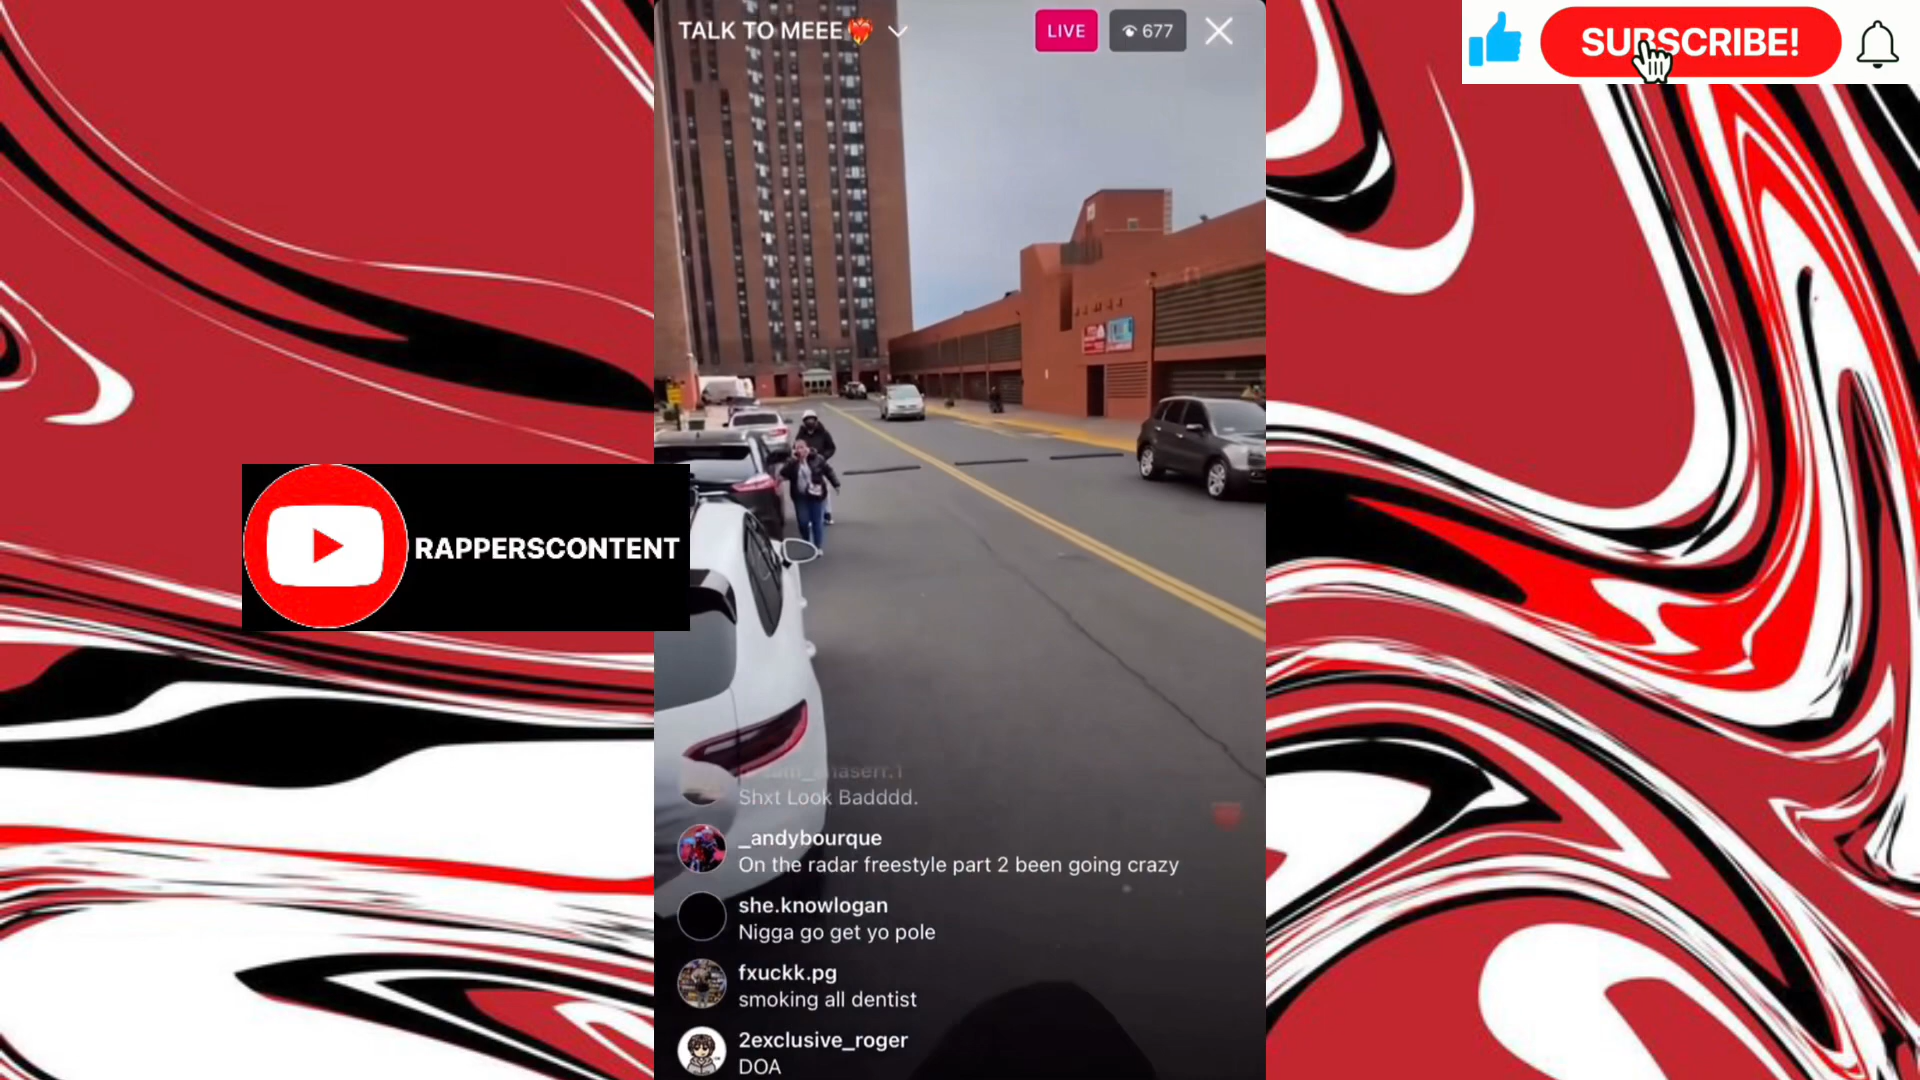 TALK TO MEEE❤️‍🔥
LIVE
677
SUBSCRIBE!
RAPPERSCONTENT
Shxt Look Badddd.
_andybourque
On the radar freestyle part 2 been going crazy
she.knowlogan
Nigga go get yo pole
fxuckk.pg
smoking all dentist
2exclusive_roger
DOA